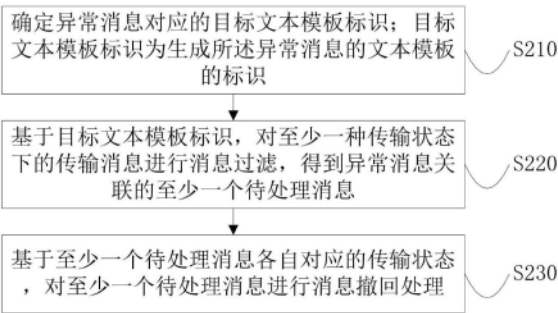 确定异常消息对应的目标文本模板标识；目标
文本模板标识为生成所述异常消息的文本模板
的标识
S210
基于目标文本模板标识，对至少一种传输状态
下的传输消息进行消息过滤，得到异常消息关
联的至少一个待处理消息
S220
基于至少一个待处理消息各自对应的传输状态
，对至少一个待处理消息进行消息撤回处理
S230